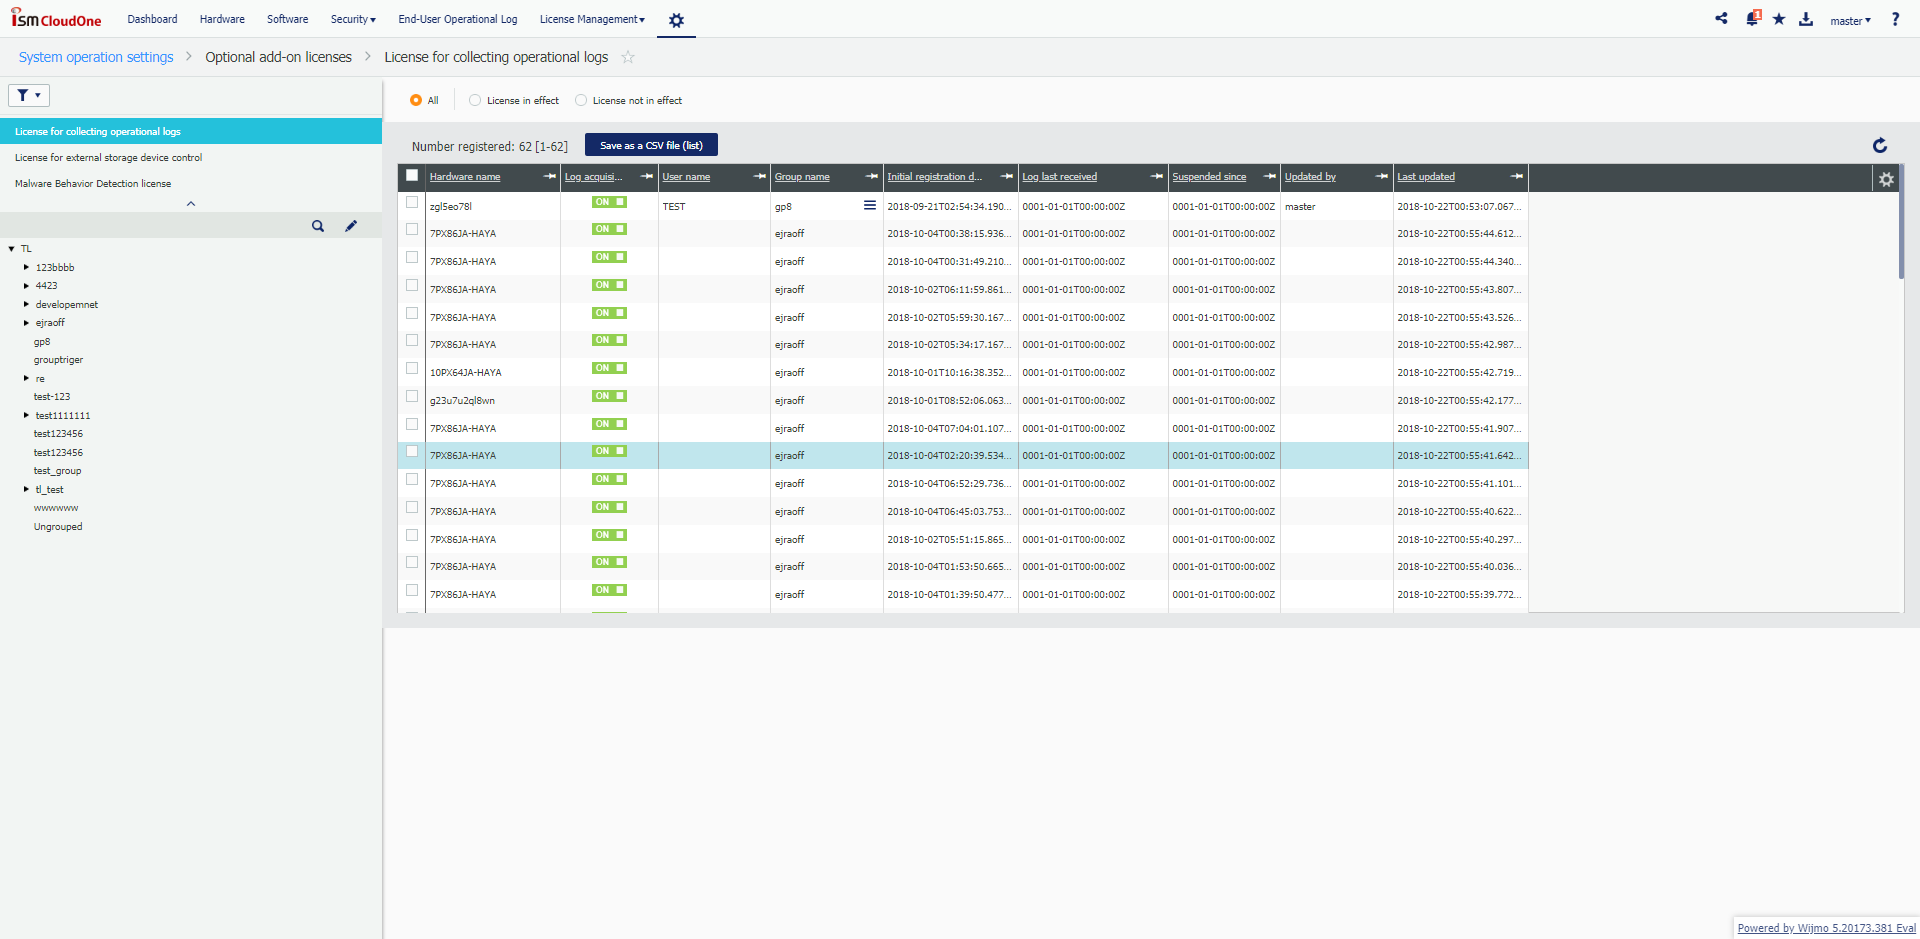 ism CloudOne Dashboard Hardware Software Security End-User Operational Log License Management 1 master ?
System operation settings > Optional add-on licenses > License for collecting operational logs
All License in effect License not in effect
License for collecting operational logs
License for external storage device control
Malware Behavior Detection license
TL
123bbbb
4423
developemnet
ejraoff
gp8
grouptriger
re
test-123
test1111111
test123456
test123456
test_group
tl_test
wwwwww
Ungrouped
Number registered: 62 [1-62] Save as a CSV file (list)
Hardware name Log acquisi... User name Group name Initial registration d... Log last received Suspended since Updated by Last updated
zgl5eo78l ON TEST gp8 2018-09-21T02:54:34.190... 0001-01-01T00:00:00Z 0001-01-01T00:00:00Z master 2018-10-22T00:53:07.067...
7PX86JA-HAYA ON ejraoff 2018-10-04T00:38:15.936... 0001-01-01T00:00:00Z 0001-01-01T00:00:00Z 2018-10-22T00:55:44.612...
7PX86JA-HAYA ON ejraoff 2018-10-04T00:31:49.210... 0001-01-01T00:00:00Z 0001-01-01T00:00:00Z 2018-10-22T00:55:44.340...
7PX86JA-HAYA ON ejraoff 2018-10-02T06:11:59.861... 0001-01-01T00:00:00Z 0001-01-01T00:00:00Z 2018-10-22T00:55:43.807...
7PX86JA-HAYA ON ejraoff 2018-10-02T05:59:30.167... 0001-01-01T00:00:00Z 0001-01-01T00:00:00Z 2018-10-22T00:55:43.526...
7PX86JA-HAYA ON ejraoff 2018-10-02T05:34:17.167... 0001-01-01T00:00:00Z 0001-01-01T00:00:00Z 2018-10-22T00:55:42.987...
10PX64JA-HAYA ON ejraoff 2018-10-01T10:16:38.352... 0001-01-01T00:00:00Z 0001-01-01T00:00:00Z 2018-10-22T00:55:42.719...
g23u7u2ql8wn ON ejraoff 2018-10-01T08:52:06.063... 0001-01-01T00:00:00Z 0001-01-01T00:00:00Z 2018-10-22T00:55:42.177...
7PX86JA-HAYA ON ejraoff 2018-10-04T07:04:01.107... 0001-01-01T00:00:00Z 0001-01-01T00:00:00Z 2018-10-22T00:55:41.907...
7PX86JA-HAYA ON ejraoff 2018-10-04T02:20:39.534... 0001-01-01T00:00:00Z 0001-01-01T00:00:00Z 2018-10-22T00:55:41.642...
7PX86JA-HAYA ON ejraoff 2018-10-04T06:52:29.736... 0001-01-01T00:00:00Z 0001-01-01T00:00:00Z 2018-10-22T00:55:41.101...
7PX86JA-HAYA ON ejraoff 2018-10-04T06:45:03.753... 0001-01-01T00:00:00Z 0001-01-01T00:00:00Z 2018-10-22T00:55:40.622...
7PX86JA-HAYA ON ejraoff 2018-10-02T05:51:15.865... 0001-01-01T00:00:00Z 0001-01-01T00:00:00Z 2018-10-22T00:55:40.297...
7PX86JA-HAYA ON ejraoff 2018-10-04T01:53:50.665... 0001-01-01T00:00:00Z 0001-01-01T00:00:00Z 2018-10-22T00:55:40.036...
7PX86JA-HAYA ON ejraoff 2018-10-04T01:39:50.477... 0001-01-01T00:00:00Z 0001-01-01T00:00:00Z 2018-10-22T00:55:39.772...
Powered by Wijmo 5.20173.381 Eval